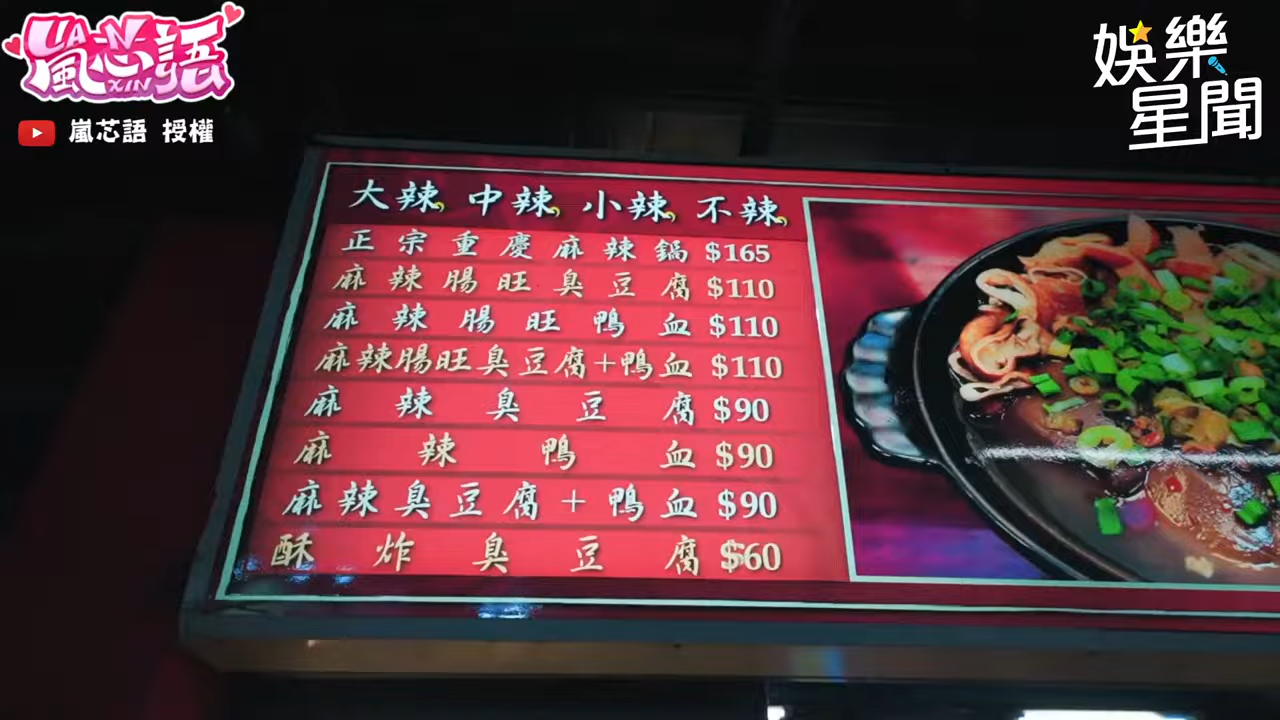 嵐芯語
LAN
XIN
嵐芯語 授權
娛樂
星聞
大辣 中辣 小辣 不辣
正宗重慶麻辣鍋 $165
麻辣腸旺臭豆腐 $110
麻辣腸旺鴨血 $110
麻辣腸旺臭豆腐+鴨血 $110
麻辣臭豆腐 $90
麻辣鴨血 $90
麻辣臭豆腐+鴨血 $90
酥炸臭豆腐 $60